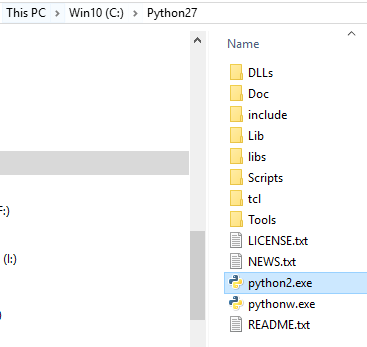 This PC > Win10 (C:) > Python27
Name
DLLs
Doc
include
Lib
libs
Scripts
tcl
Tools
F:)
LICENSE.txt
(I:)
NEWS.txt
python2.exe
pythonw.exe
)
README.txt